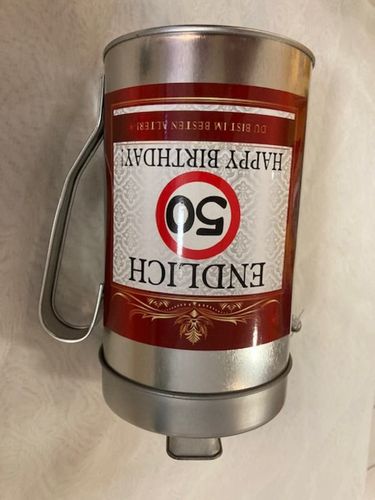 ENDLICH
50
HAPPY BIRTHDAY!
DU BIST IM BESTEN ALTER!